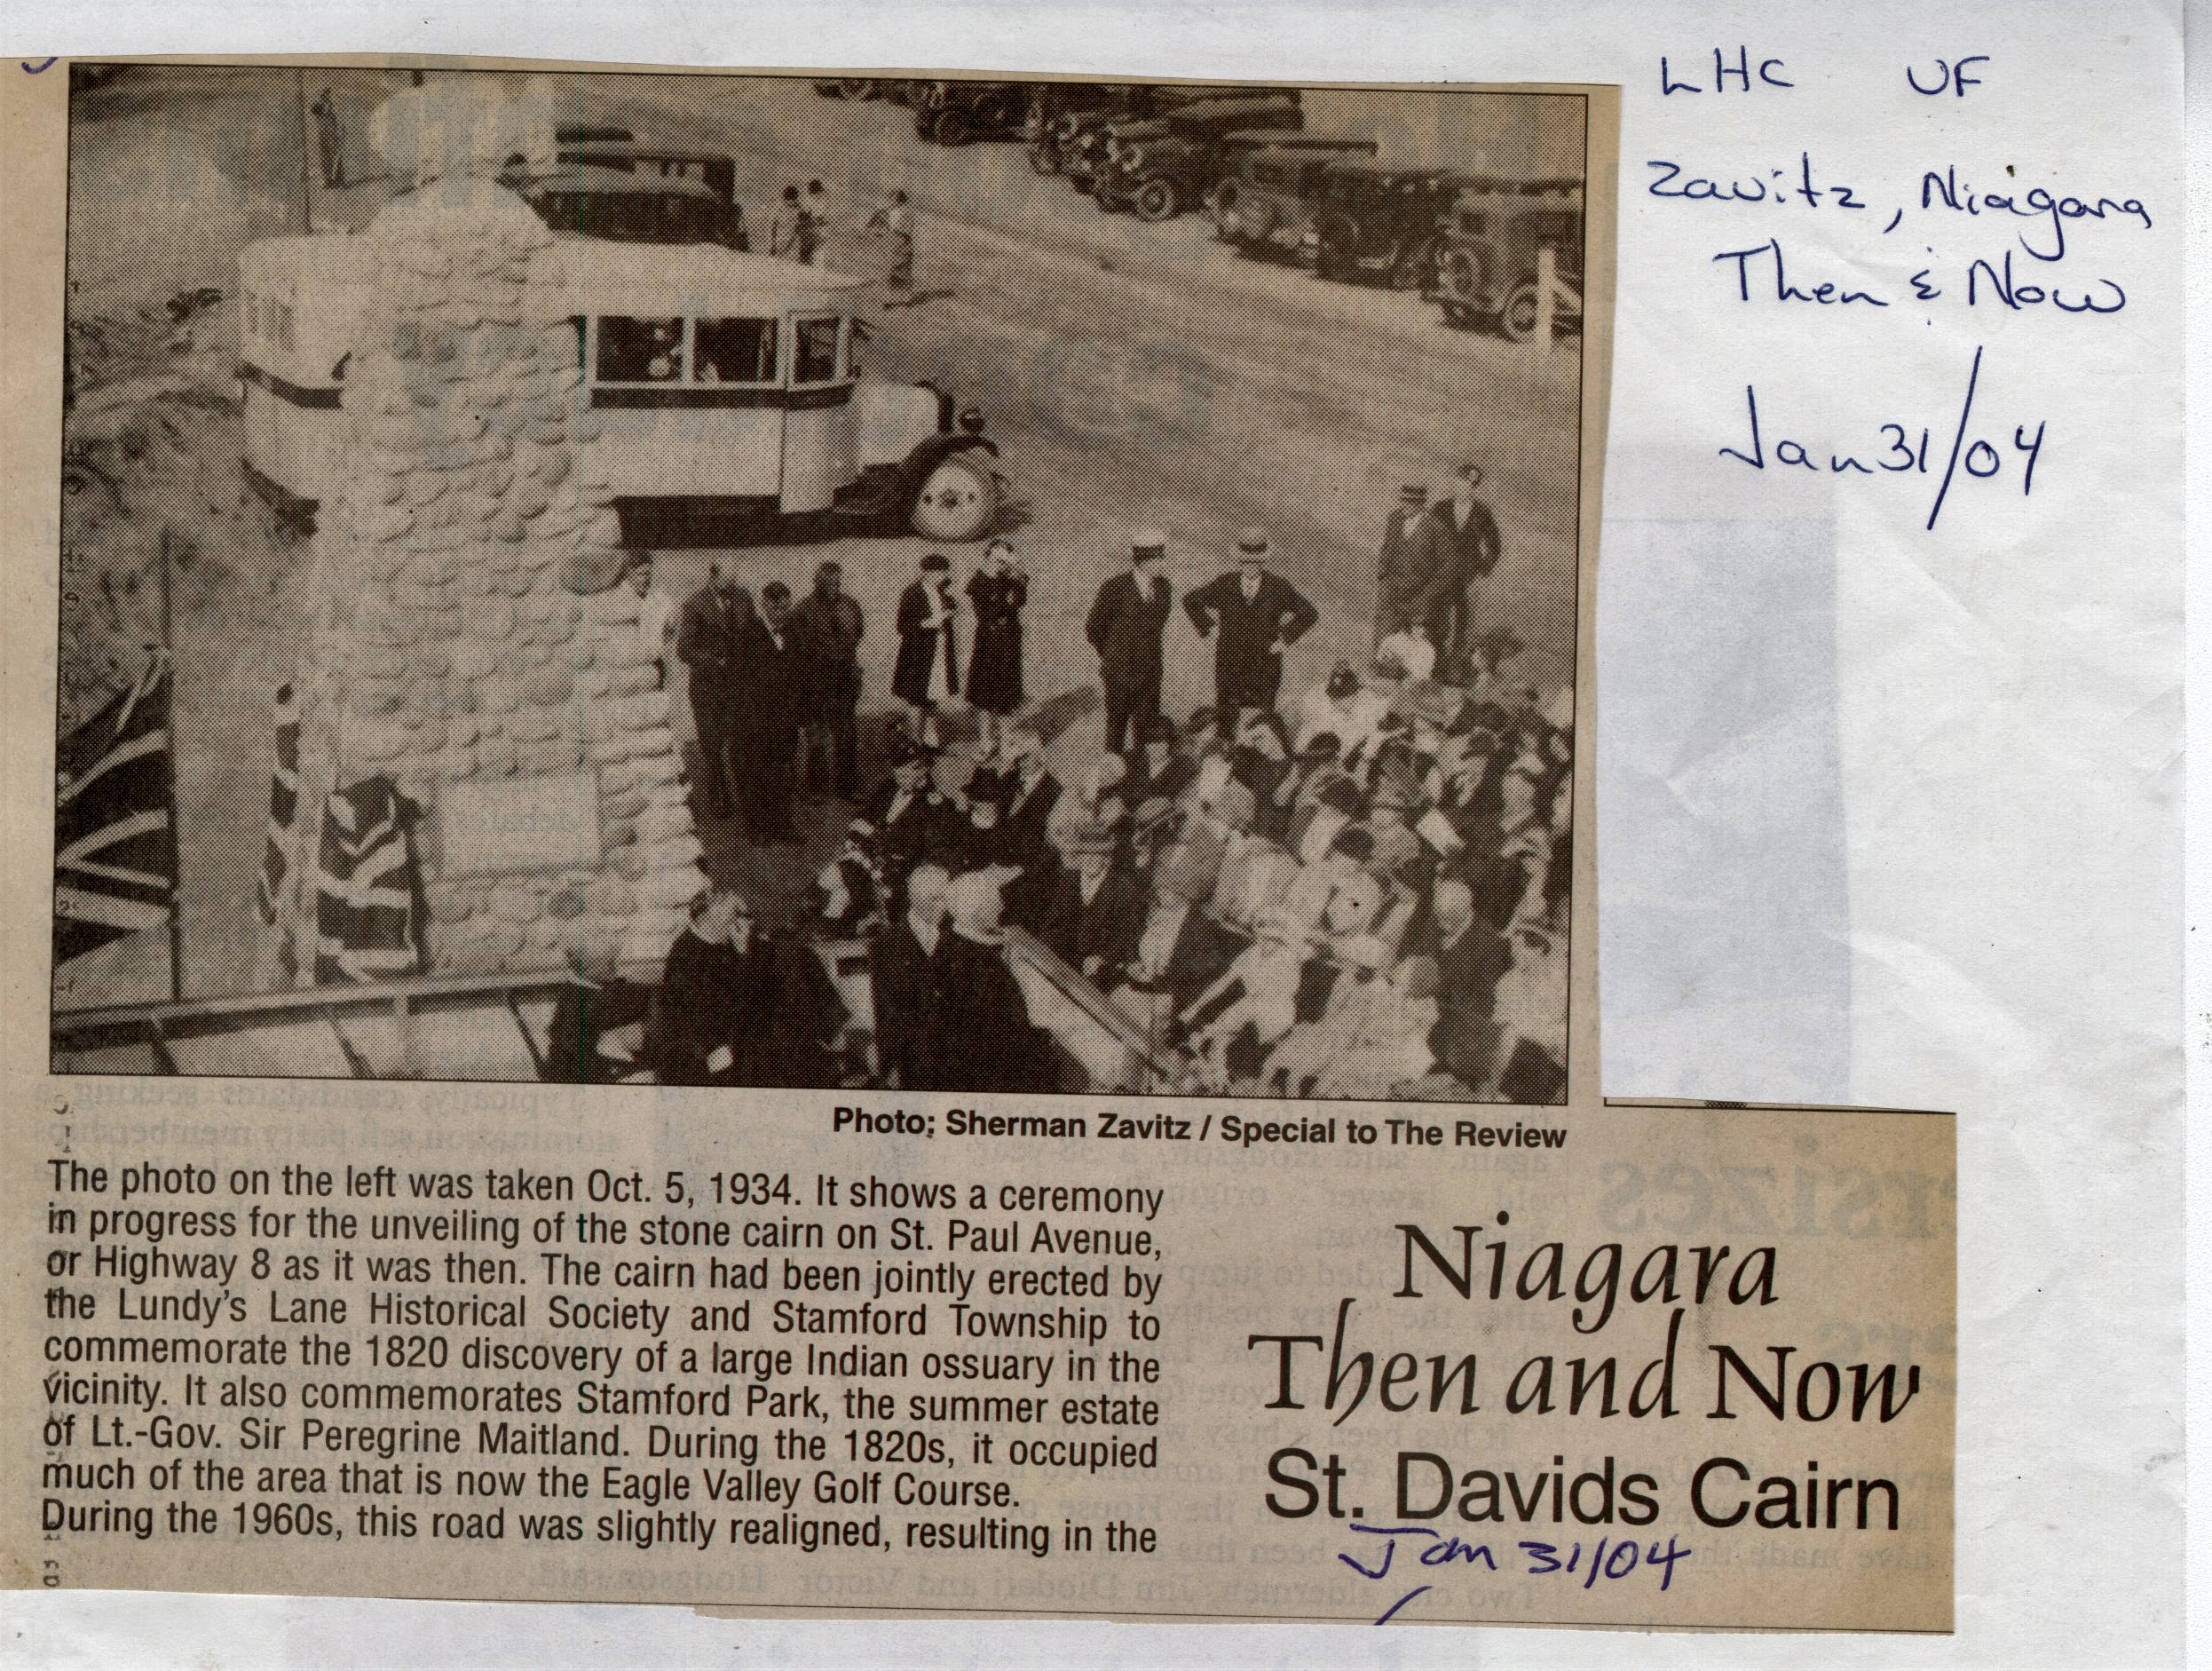 LHC UF
Zavitz, Niagara
Then & Now
Jan 31/04
Photo: Sherman Zavitz / Special to The Review
The photo on the left was taken Oct. 5, 1934. It shows a ceremony
in progress for the unveiling of the stone cairn on St. Paul Avenue,
or Highway 8 as it was then. The cairn had been jointly erected by
the Lundy's Lane Historical Society and Stamford Township to
commemorate the 1820 discovery of a large Indian ossuary in the
vicinity. It also commemorates Stamford Park, the summer estate
of Lt.-Gov. Sir Peregrine Maitland. During the 1820s, it occupied
much of the area that is now the Eagle Valley Golf Course.
During the 1960s, this road was slightly realigned, resulting in the
Niagara
Then and Now
St. Davids Cairn
Jan 31/04